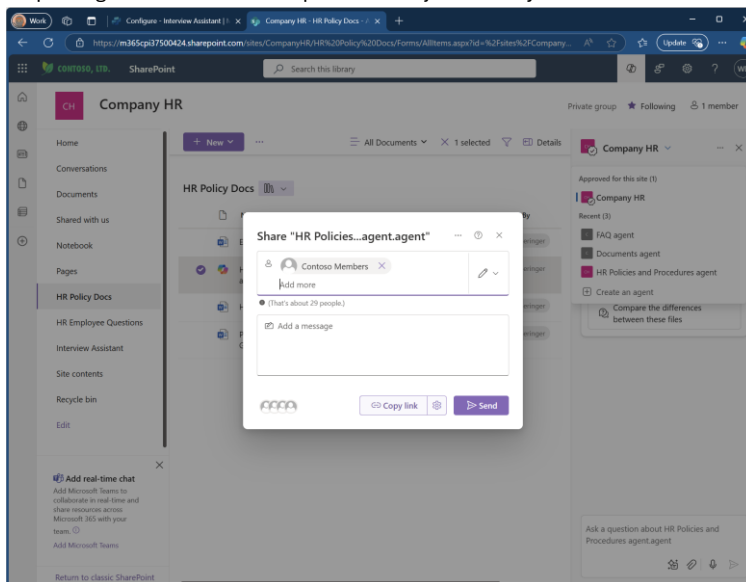 Work
Configure - Interview Assistant |
Company HR - HR Policy Docs - A
https://m365cpi37500424.sharepoint.com/sites/CompanyHR/HR%20Policy%20Docs/Forms/AllItems.aspx?id=%2Fsites%2FCompany...
Update
CONTOSO, LTD.
SharePoint
Search this library
CH
Company HR
Private group
Following
1 member
Home
Conversations
Documents
Shared with us
Notebook
Pages
HR Policy Docs
HR Employee Questions
Interview Assistant
Site contents
Recycle bin
Edit
Add real-time chat
Add Microsoft Teams to
collaborate in real-time and
share resources across
Microsoft 365 with your
team.
Add Microsoft Teams
Return to classic SharePoint
+ New
...
All Documents
1 selected
Details
HR Policy Docs
Share "HR Policies...agent.agent"
Contoso Members
Add more
(That's about 29 people.)
Add a message
Copy link
Send
Company HR
Approved for this site (1)
Company HR
Recent (3)
FAQ agent
Documents agent
HR Policies and Procedures agent
Create an agent
Compare the differences
between these files
Ask a question about HR Policies and
Procedures agent.agent